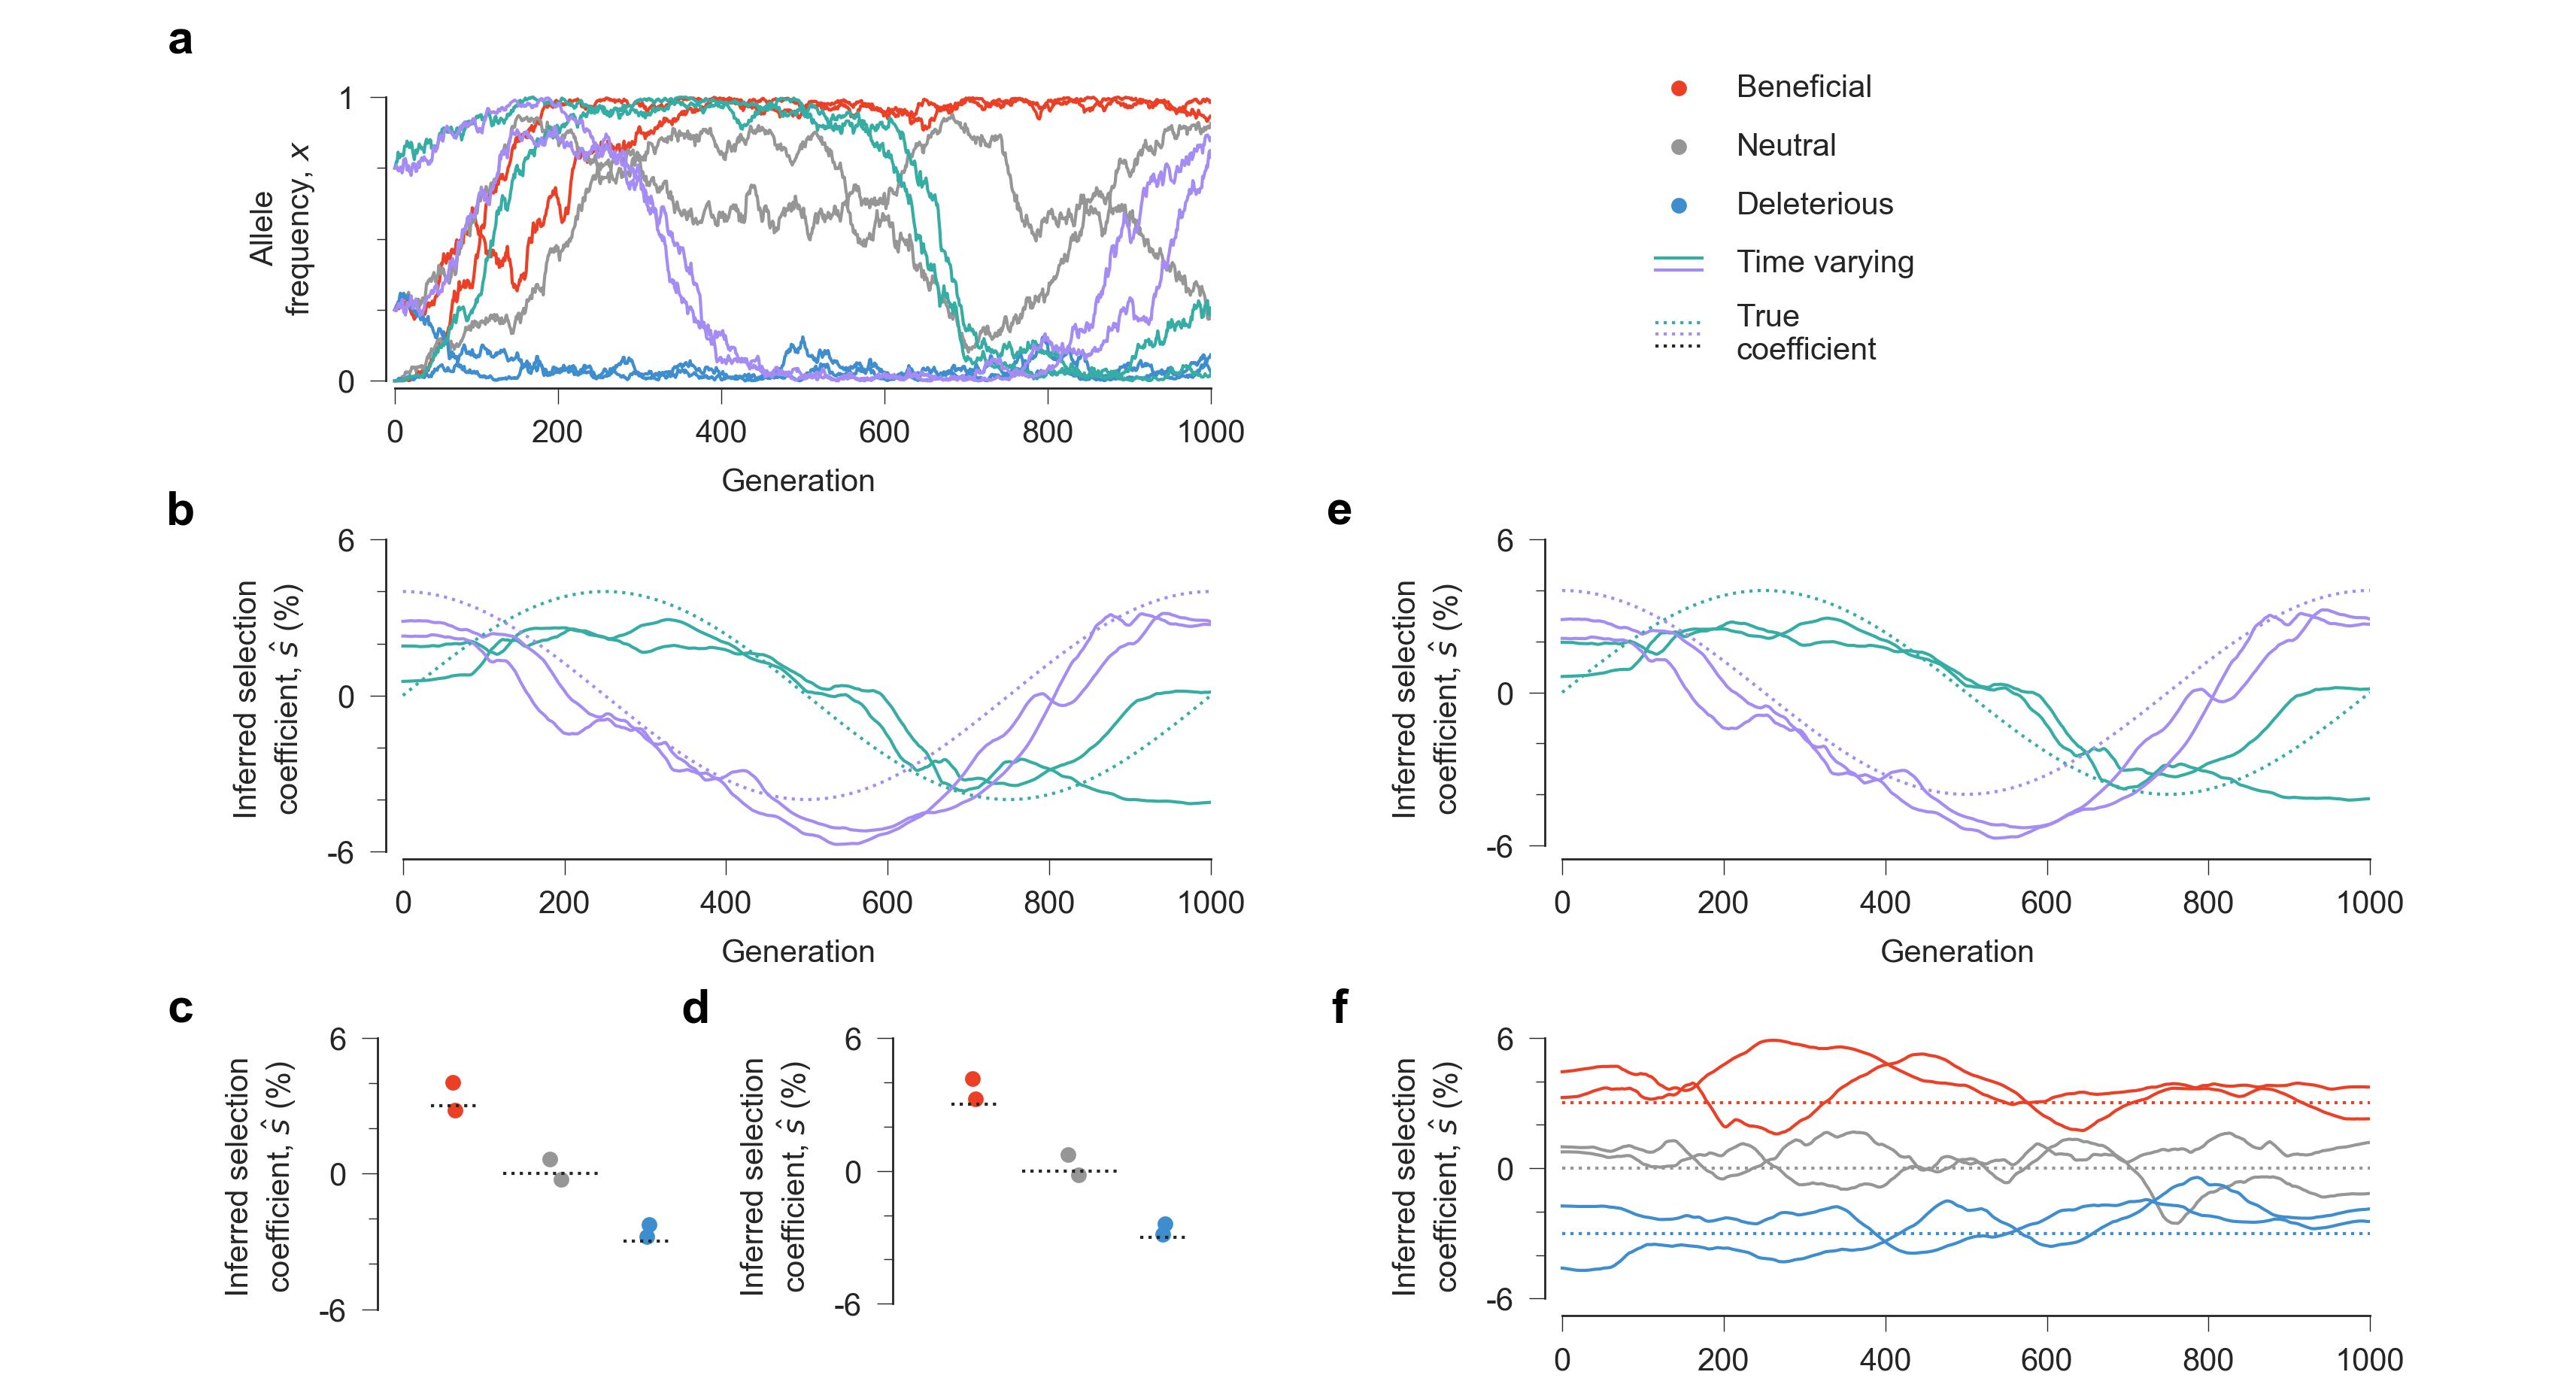 a
1
0
Allele
frequency, x
0 200 400 600 800 1000
Generation
Beneficial
Neutral
Deleterious
Time varying
True
coefficient
b
6
0
-6
Inferred selection
coefficient, ŝ (%)
0 200 400 600 800 1000
Generation
e
6
0
-6
Inferred selection
coefficient, ŝ (%)
0 200 400 600 800 1000
Generation
c
6
0
-6
Inferred selection
coefficient, ŝ (%)
d
6
0
-6
Inferred selection
coefficient, ŝ (%)
f
6
0
-6
Inferred selection
coefficient, ŝ (%)
0 200 400 600 800 1000